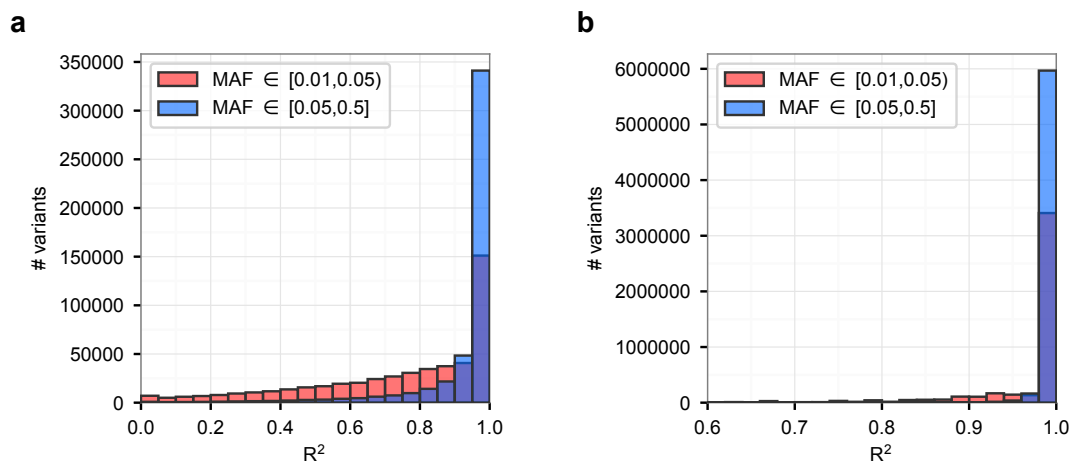 a
350000
300000
250000
200000
150000
100000
50000
0
# variants
MAF ∈ [0.01,0.05)
MAF ∈ [0.05,0.5]
0.0 0.2 0.4 0.6 0.8 1.0
R²
b
6000000
5000000
4000000
3000000
2000000
1000000
0
# variants
MAF ∈ [0.01,0.05)
MAF ∈ [0.05,0.5]
0.6 0.7 0.8 0.9 1.0
R²